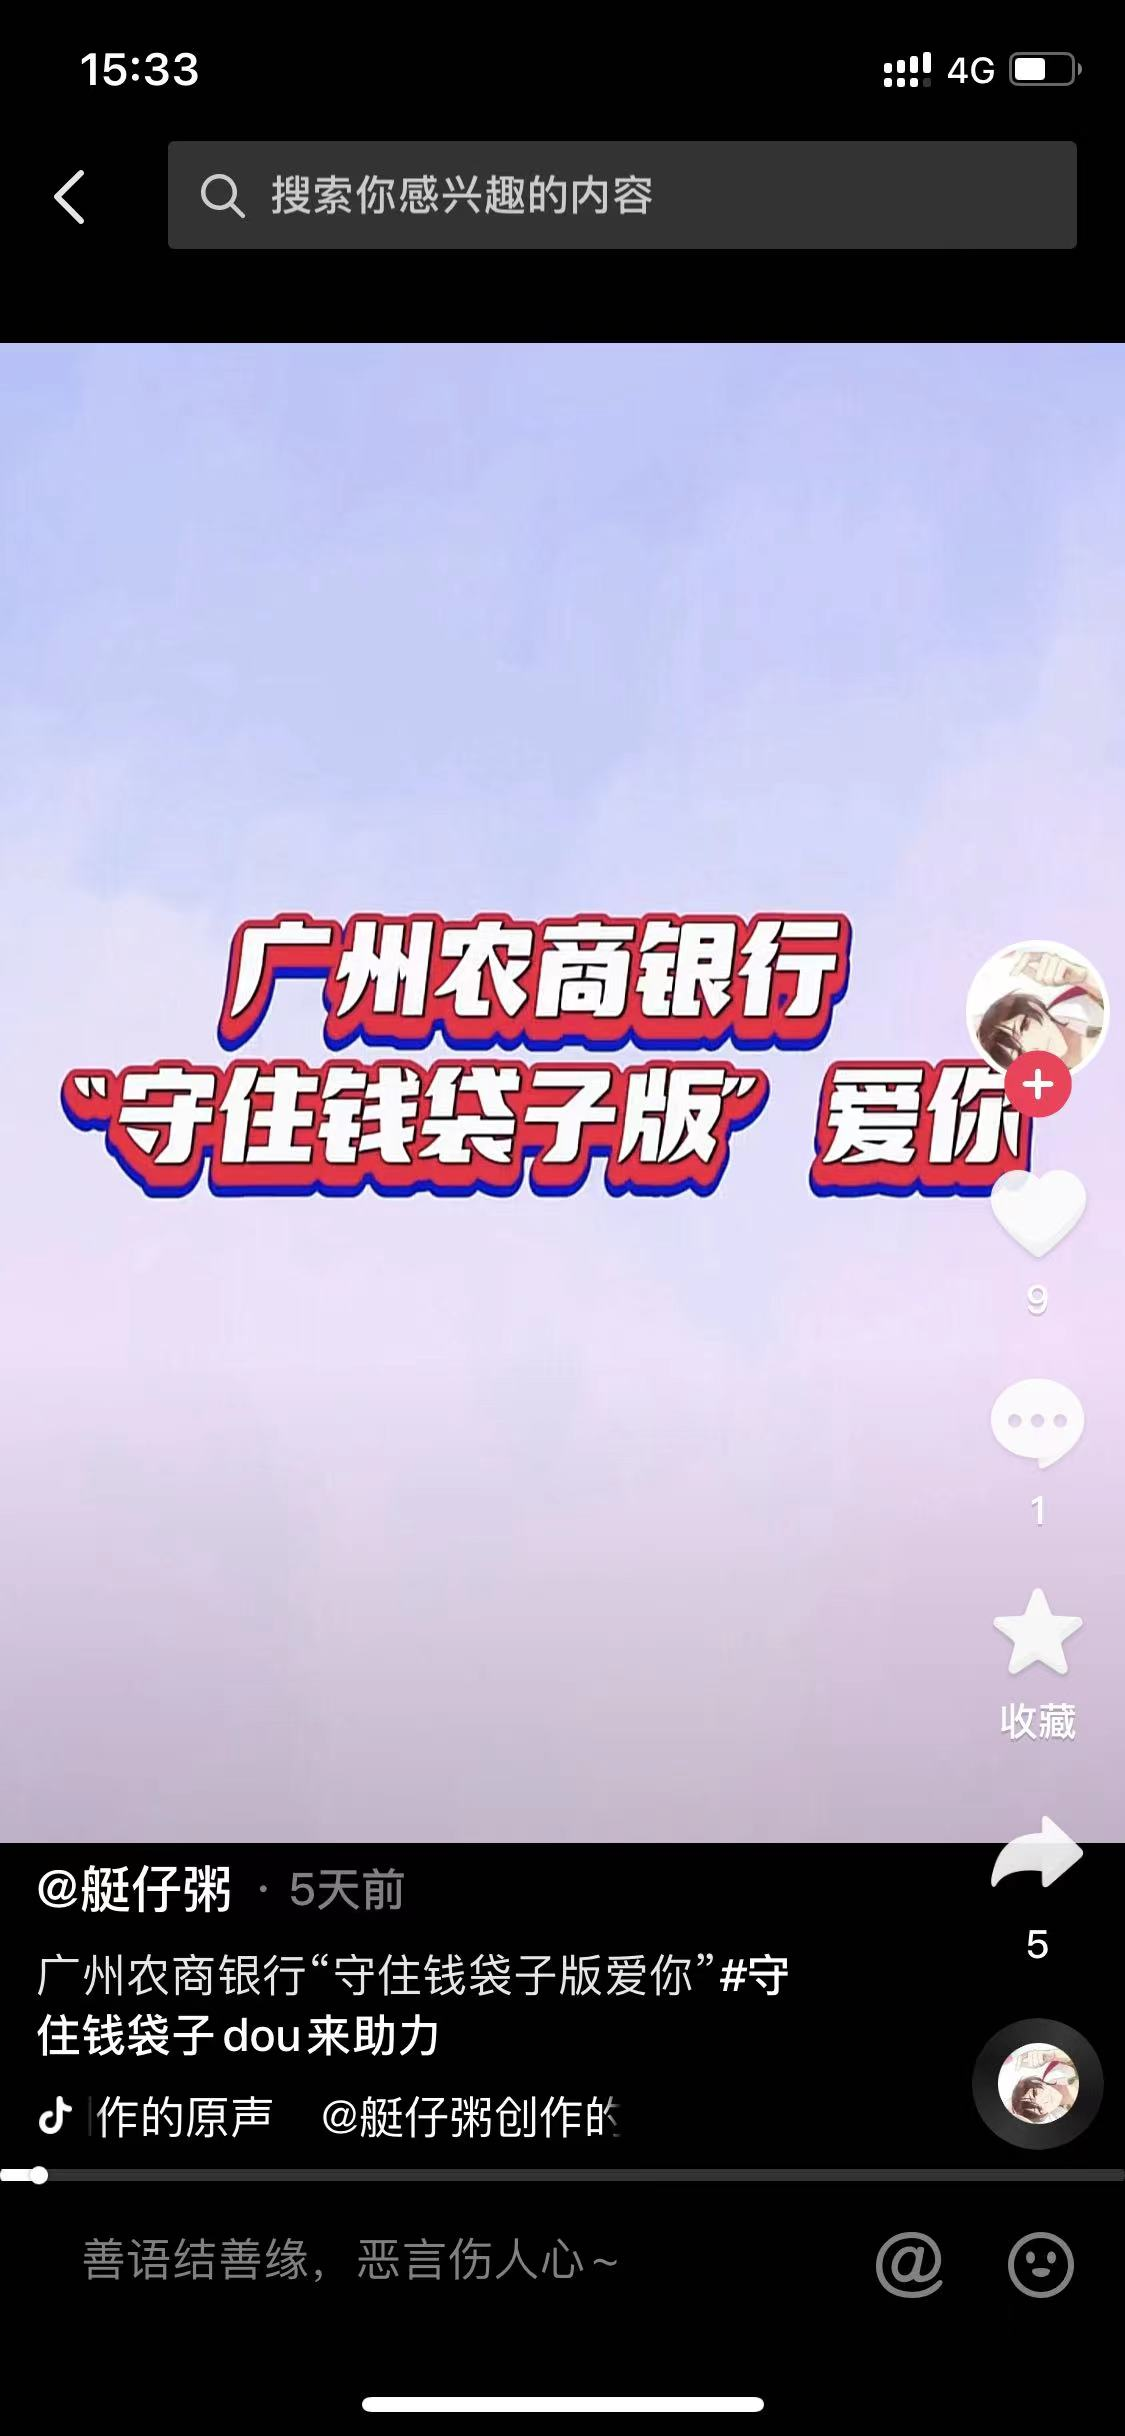 15:33
4G
搜索你感兴趣的内容
广州农商银行
“守住钱袋子版” 爱你
9
1
收藏
@艇仔粥 · 5天前
5
广州农商银行“守住钱袋子版爱你”#守
住钱袋子dou来助力
作的原声 @艇仔粥创作的
善语结善缘，恶言伤人心~
@